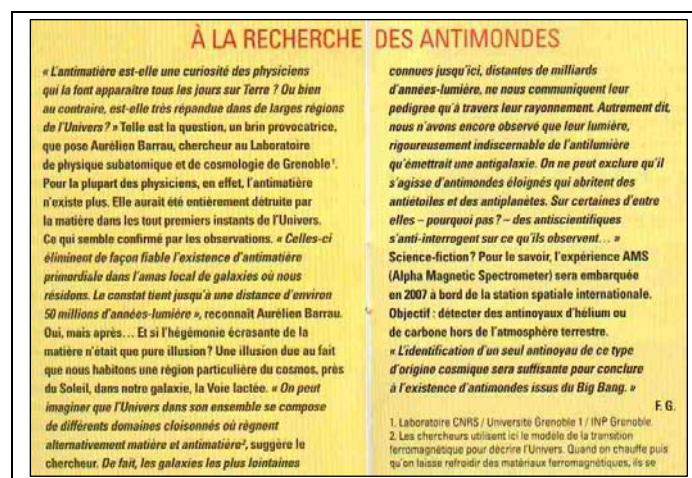 À LA RECHERCHE DES ANTIMONDES
« L'antimatière est-elle une curiosité des physiciens
qui la font apparaître tous les jours sur Terre ? Ou bien
au contraire, est-elle très répandue dans de larges régions
de l'Univers ? » Telle est la question, un brin provocatrice,
que pose Aurélien Barrau, chercheur au Laboratoire
de physique subatomique et de cosmologie de Grenoble¹.
Pour la plupart des physiciens, en effet, l'antimatière
n'existe plus. Elle aurait été entièrement détruite par
la matière dans les tout premiers instants de l'Univers.
Ce qui semble confirmé par les observations. « Celles-ci
éliminent de façon fiable l'existence d'antimatière
primordiale dans l'amas local de galaxies où nous
résidons. Le constat tient jusqu'à une distance d'environ
50 millions d'années-lumière », reconnaît Aurélien Barrau.
Oui, mais après... Et si l'hégémonie écrasante de la
matière n'était que pure illusion ? Une illusion due au fait
que nous habitons une région particulière du cosmos, près
du Soleil, dans notre galaxie, la Voie lactée. « On peut
imaginer que l'Univers dans son ensemble se compose
de différents domaines cloisonnés où règnent
alternativement matière et antimatière², suggère le
chercheur. De fait, les galaxies les plus lointaines
connues jusqu'ici, distantes de milliards
d'années-lumière, ne nous communiquent leur
pedigree qu'à travers leur rayonnement. Autrement dit,
nous n'avons encore observé que leur lumière,
rigoureusement indiscernable de l'antilumière
qu'émettrait une antigalaxie. On ne peut exclure qu'il
s'agisse d'antimondes éloignés qui abritent des
antiétoiles et des antiplanètes. Sur certaines d'entre
elles – pourquoi pas ? – des antiscientifiques
s'anti-interrogent sur ce qu'ils observent... »
Science-fiction ? Pour le savoir, l'expérience AMS
(Alpha Magnetic Spectrometer) sera embarquée
en 2007 à bord de la station spatiale internationale.
Objectif : détecter des antinoyaux d'hélium ou
de carbone hors de l'atmosphère terrestre.
« L'identification d'un seul antinoyau de ce type
d'origine cosmique sera suffisante pour conclure
à l'existence d'antimondes issus du Big Bang. »
F. G.
1. Laboratoire CNRS / Université Grenoble 1 / INP Grenoble.
2. Les chercheurs utilisent ici le modèle de la transition
ferromagnétique pour décrire l'Univers. Quand on chauffe puis
qu'on laisse refroidir des matériaux ferromagnétiques, ils se